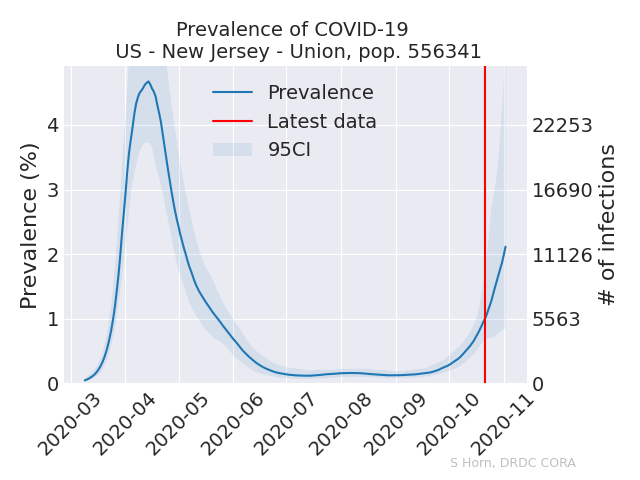 Prevalence of COVID-19
US - New Jersey - Union, pop. 556341
Prevalence
Latest data
95CI
Prevalence (%)
4
3
2
1
0
22253
16690
11126
5563
0
# of infections
2020-03
2020-04
2020-05
2020-06
2020-07
2020-08
2020-09
2020-10
2020-11
S Horn, DRDC CORA